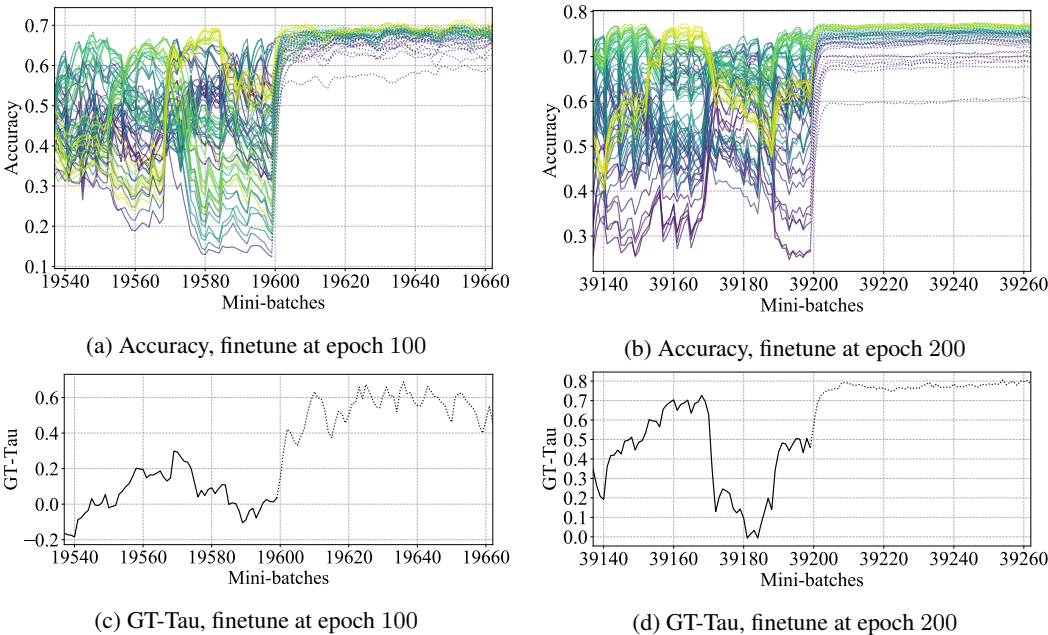 0.7
0.6
0.5
0.4
0.3
0.2
0.1
Accuracy
19540 19560 19580 19600 19620 19640 19660
Mini-batches
(a) Accuracy, finetune at epoch 100
0.8
0.7
0.6
0.5
0.4
0.3
Accuracy
39140 39160 39180 39200 39220 39240 39260
Mini-batches
(b) Accuracy, finetune at epoch 200
0.6
0.4
0.2
0.0
−0.2
GT-Tau
19540 19560 19580 19600 19620 19640 19660
Mini-batches
(c) GT-Tau, finetune at epoch 100
0.8
0.7
0.6
0.5
0.4
0.3
0.2
0.1
0.0
GT-Tau
39140 39160 39180 39200 39220 39240 39260
Mini-batches
(d) GT-Tau, finetune at epoch 200